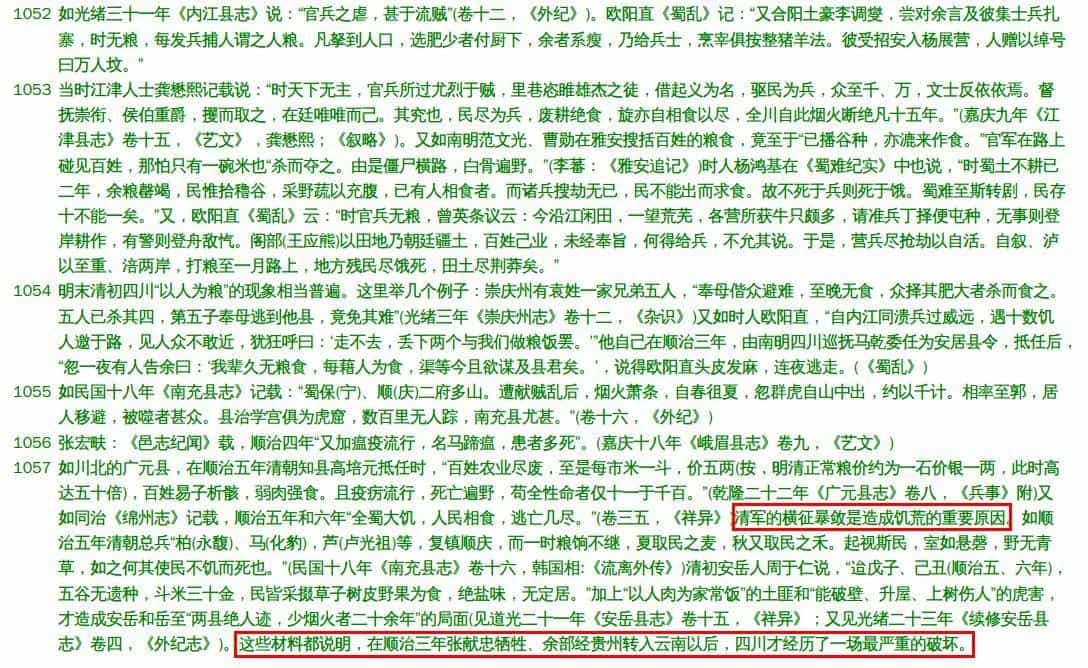 1052 如光绪三十一年《内江县志》说：“官兵之虐，甚于流贼”(卷十二，《外纪》)。欧阳直《蜀乱》记：“又合阳土豪李调燮，尝对余言及彼集士兵扎
寨，时无粮，每发兵捕人谓之人粮。凡拏到人口，选肥少者付厨下，余者系瘦，乃给兵士，烹宰俱按整猪羊法。彼受招安入杨展营，人赠以绰号
曰万人坟。”
1053 当时江津人士龚懋熙记载说：“时天下无主，官兵所过尤烈于贼，里巷恣睢雄杰之徒，借起义为名，驱民为兵，众至千、万，文士反依依焉。督
抚崇衔、侯伯重爵，攫而取之，在廷唯唯而己。其究也，民尽为兵，废耕绝食，旋亦自相食以尽，全川自此烟火断绝凡十五年。”(嘉庆九年《江
津县志》卷十五，《艺文》，龚懋熙；《叙略》)。又如南明范文光、曹勋在雅安搜括百姓的粮食，竟至于“已播谷种，亦漉来作食。”官军在路上
碰见百姓，那怕只有一碗米也“杀而夺之。由是僵尸横路，白骨遍野。”(李蕃：《雅安追记》)时人杨鸿基在《蜀难纪实》中也说，“时蜀土不耕已
二年，余粮罄竭，民惟拾穞谷，采野蔬以充腹，已有人相食者。而诸兵搜劫无已，民不能出而求食。故不死于兵则死于饿。蜀难至斯转剧，民存
十不能一矣。”又，欧阳直《蜀乱》云：“时官兵无粮，曾英条议云：今沿江闲田，一望荒芜，各营所获牛只颇多，请准兵丁择便屯种，无事则登
岸耕作，有警则登舟敌忾。阁部(王应熊)以田地乃朝廷疆土，百姓己业，未经奉旨，何得给兵，不允其说。于是，营兵尽抢劫以自活。自叙、泸
以至重、涪两岸，打粮至一月路上，地方残民尽饿死，田土尽荆莽矣。”
1054 明末清初四川“以人为粮”的现象相当普遍。这里举几个例子：崇庆州有袁姓一家兄弟五人，“奉母偕众避难，至晚无食，众择其肥大者杀而食之。
五人已杀其四，第五子奉母逃到他县，竟免其难”(光绪三年《崇庆州志》卷十二，《杂识》)又如时人欧阳直，“自内江同溃兵过威远，遇十数饥
人邀于路，见人众不敢近，犹狂呼曰：‘走不去，丢下两个与我们做粮饭罢。’”他自己在顺治三年，由南明四川巡抚马乾委任为安居县令，抵任后，
“忽一夜有人告余曰：‘我辈久无粮食，每藉人为食，渠等今且欲谋及县君矣。’，说得欧阳直头皮发麻，连夜逃走。(《蜀乱》)
1055 如民国十八年《南充县志》记载：“蜀保(宁)、顺(庆)二府多山。遭献贼乱后，烟火萧条，自春徂夏，忽群虎自山中出，约以千计。相率至郭，居
人移避，被噬者甚众。县治学宫俱为虎窟，数百里无人踪，南充县尤甚。”(卷十六，《外纪》)
1056 张宏畩：《邑志纪闻》载，顺治四年“又加瘟疫流行，名马蹄瘟，患者多死”。(嘉庆十八年《峨眉县志》卷九，《艺文》)
1057 如川北的广元县，在顺治五年清朝知县高培元抵任时，“百姓农业尽废，至是每市米一斗，价五两(按，明清正常粮价约为一石价银一两，此时高
达五十倍)，百姓易子析骸，弱肉强食。且疫疠流行，死亡遍野，苟全性命者仅十一于千百。”(乾隆二十二年《广元县志》卷八，《兵事》附)又
如同治《绵州志》记载，顺治五年和六年“全蜀大饥，人民相食，逃亡几尽。”(卷三五，《祥异》)清军的横征暴敛是造成饥荒的重要原因，如顺
治五年清朝总兵“柏(永馥)、马(化豹)，芦(卢光祖)等，复镇顺庆，而一时粮饷不继，夏取民之麦，秋又取民之禾。起视斯民，室如悬磬，野无青
草，如之何其使民不饥而死也。”(民国十八年《南充县志》卷十六，韩国相:《流离外传》)清初安岳人周于仁说，“迨戊子、己丑(顺治五、六年)，
五谷无遗种，斗米三十金，民皆采掇草子树皮野果为食，绝盐味，无定居。”加上“以人肉为家常饭”的土匪和“能破壁、升屋、上树伤人”的虎害，
才造成安岳和岳至“两县绝人迹，少烟火者二十余年”的局面(见道光二十一年《安岳县志》卷十五，《祥异》；又见光绪二十三年《续修安岳县
志》卷四，《外纪志》)。这些材料都说明，在顺治三年张献忠牺牲、余部经贵州转入云南以后，四川才经历了一场最严重的破坏。